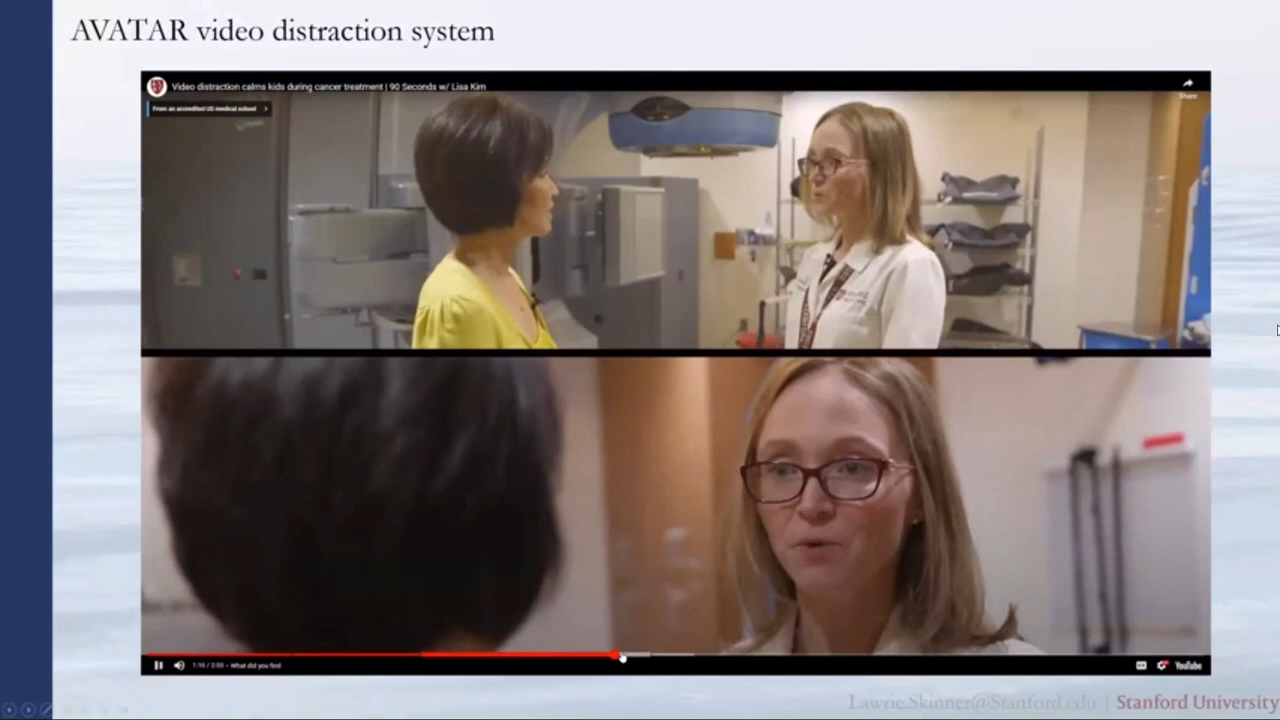 AVATAR video distraction system
Video distraction calms kids during cancer treatment | 90 Seconds w/ Lisa Kim
From an accredited US medical school
Share
1:16 / 2:50 • What did you find
YouTube
Lawrie.Skinner@Stanford.edu | Stanford University